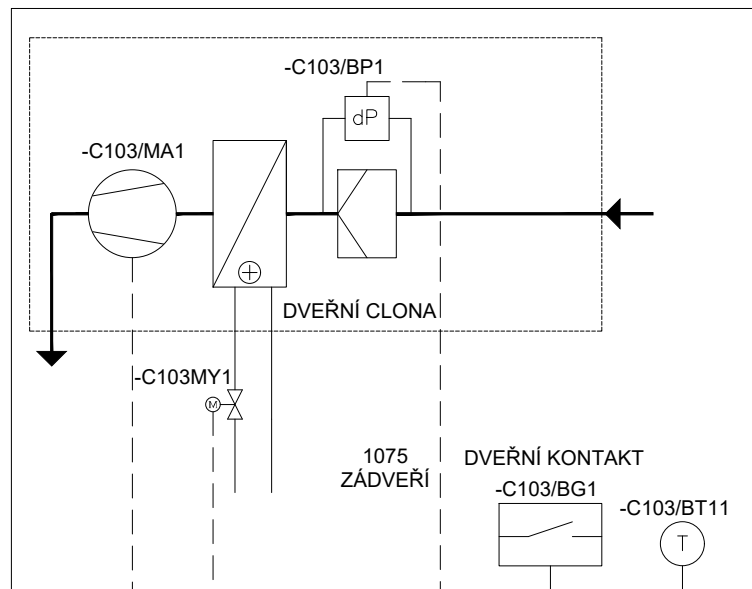 -C103/BP1
dP
-C103/MA1
DVEŘNÍ CLONA
-C103MY1
M
1075
ZÁDVEŘÍ
DVEŘNÍ KONTAKT
-C103/BG1
-C103/BT11
T